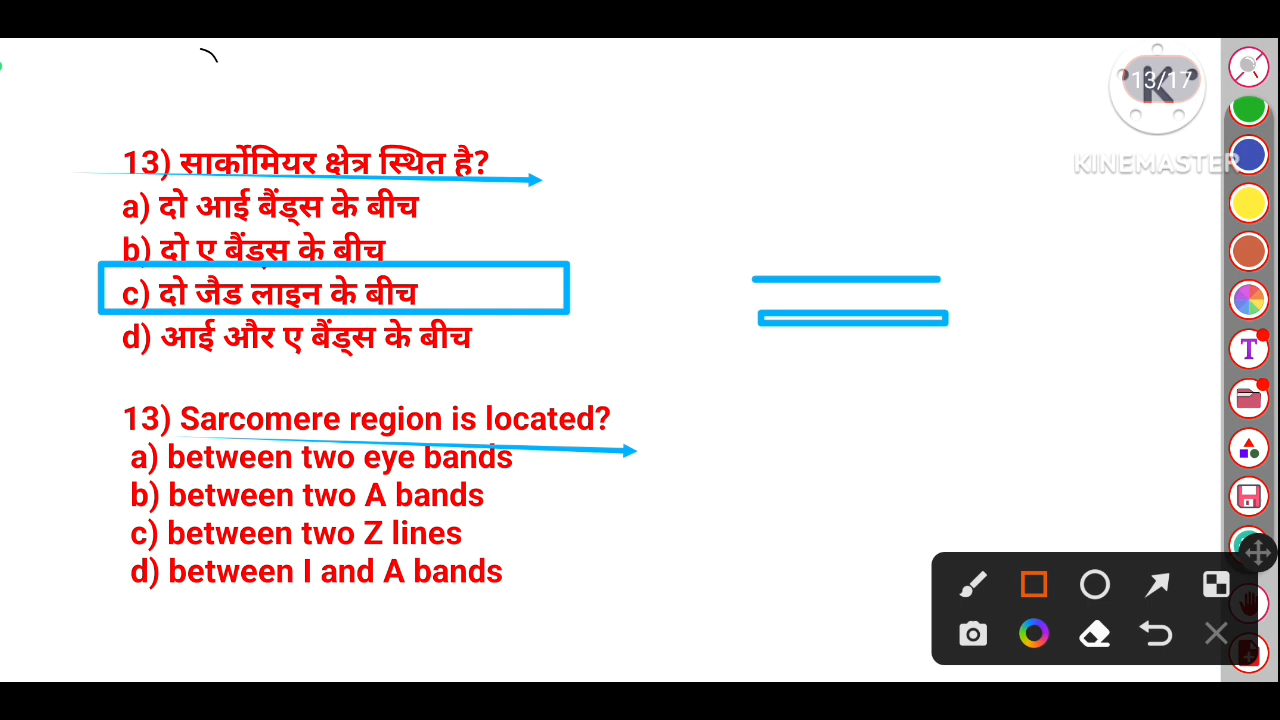 13/17
KINEMASTER
13) सार्कोमियर क्षेत्र स्थित है?
a) दो आई बैंड्स के बीच
b) दो ए बैंड्स के बीच
c) दो जैड लाइन के बीच
d) आई और ए बैंड्स के बीच
13) Sarcomere region is located?
a) between two eye bands
b) between two A bands
c) between two Z lines
d) between I and A bands